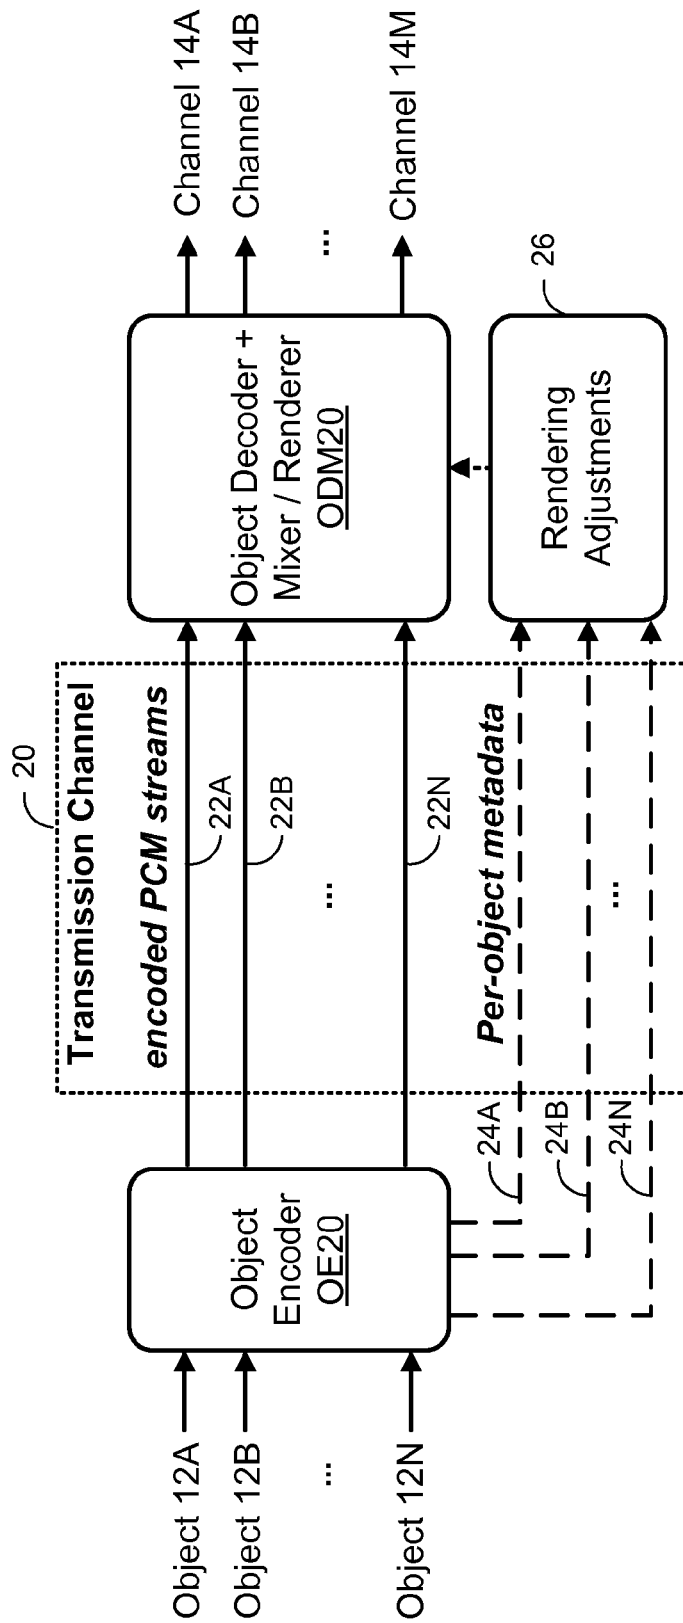 20
Transmission Channel
encoded PCM streams
Object 12A
Object 12B
...
Object 12N
Object
Encoder
OE20
22A
22B
...
22N
Per-object metadata
24A
24B
...
24N
Object Decoder +
Mixer / Renderer
ODM20
Channel 14A
Channel 14B
...
Channel 14M
26
Rendering
Adjustments